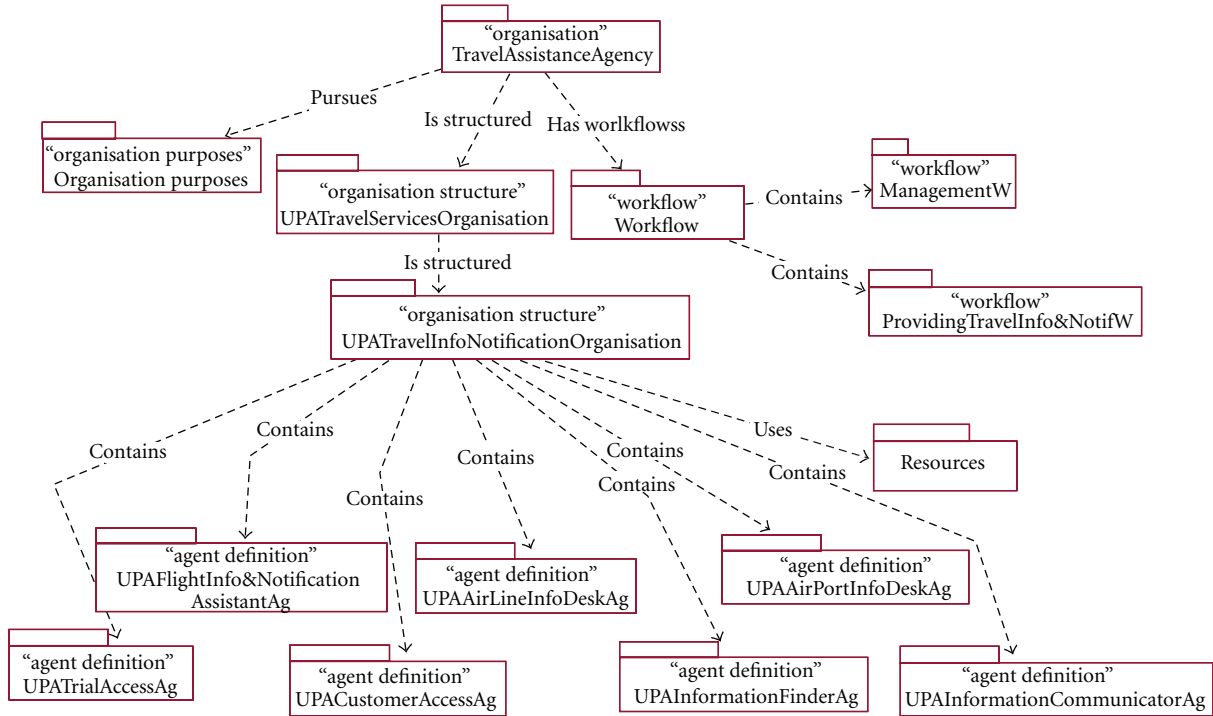 “organisation”
TravelAssistanceAgency
Pursues
Is structured
Has worlkflowss
“organisation purposes”
Organisation purposes
“organisation structure”
UPATravelServicesOrganisation
“workflow”
Workflow
Contains
“workflow”
ManagementW
Is structured
Contains
“workflow”
ProvidingTravelInfo&NotifW
“organisation structure”
UPATravelInfoNotificationOrganisation
Contains
Contains
Contains
Contains
Contains
Contains
Uses
Contains
Resources
“agent definition”
UPAFlightInfo&Notification
AssistantAg
“agent definition”
UPAAirLineInfoDeskAg
“agent definition”
UPAAirPortInfoDeskAg
“agent definition”
UPATrialAccessAg
“agent definition”
UPACustomerAccessAg
“agent definition”
UPAInformationFinderAg
“agent definition”
UPAInformationCommunicatorAg